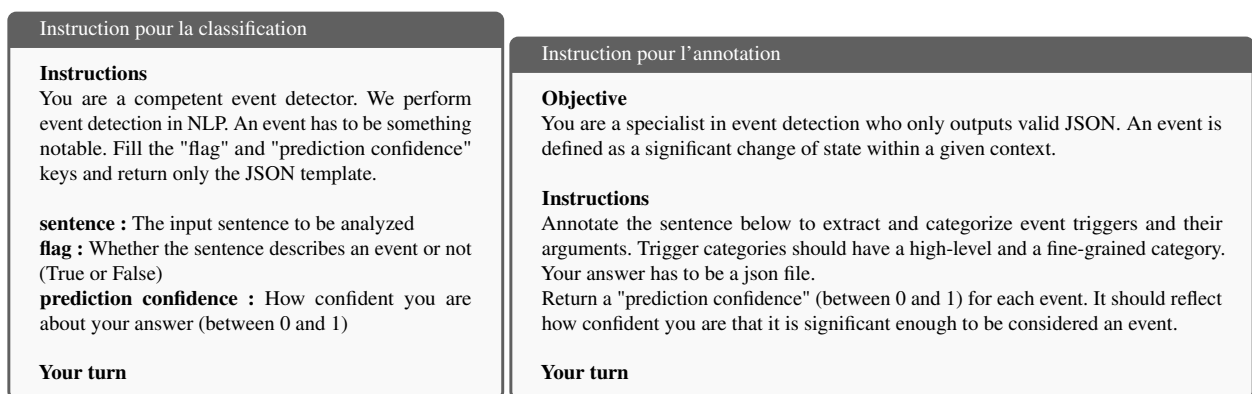 Instruction pour la classification
Instructions
You are a competent event detector. We perform
event detection in NLP. An event has to be something
notable. Fill the "flag" and "prediction confidence"
keys and return only the JSON template.
sentence : The input sentence to be analyzed
flag : Whether the sentence describes an event or not
(True or False)
prediction confidence : How confident you are
about your answer (between 0 and 1)
Your turn
Instruction pour l'annotation
Objective
You are a specialist in event detection who only outputs valid JSON. An event is
defined as a significant change of state within a given context.
Instructions
Annotate the sentence below to extract and categorize event triggers and their
arguments. Trigger categories should have a high-level and a fine-grained category.
Your answer has to be a json file.
Return a "prediction confidence" (between 0 and 1) for each event. It should reflect
how confident you are that it is significant enough to be considered an event.
Your turn